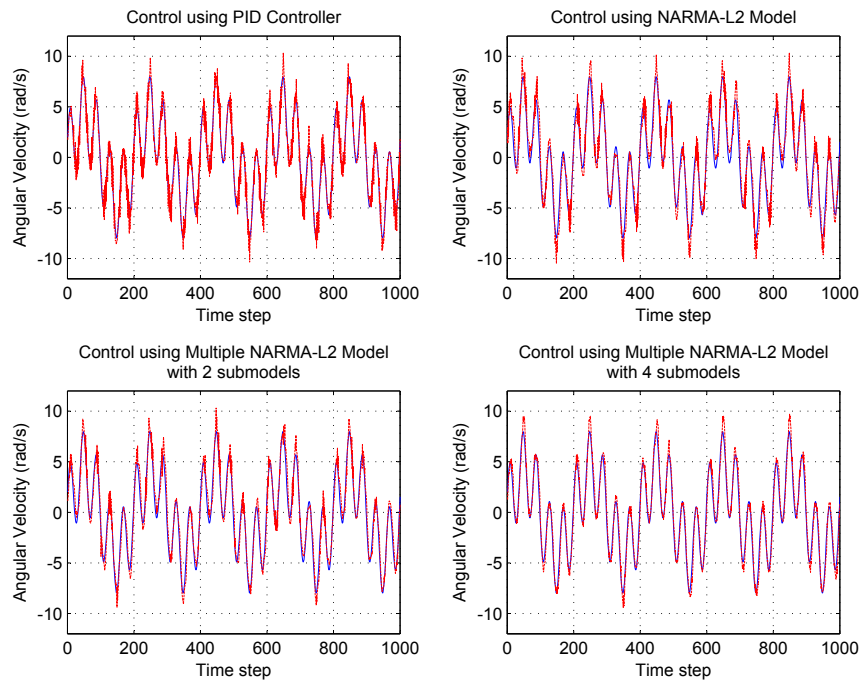 Control using PID Controller
10
5
0
-5
-10
Angular Velocity (rad/s)
0 200 400 600 800 1000
Time step
Control using NARMA-L2 Model
10
5
0
-5
-10
Angular Velocity (rad/s)
0 200 400 600 800 1000
Time step
Control using Multiple NARMA-L2 Model
with 2 submodels
10
5
0
-5
-10
Angular Velocity (rad/s)
0 200 400 600 800 1000
Time step
Control using Multiple NARMA-L2 Model
with 4 submodels
10
5
0
-5
-10
Angular Velocity (rad/s)
0 200 400 600 800 1000
Time step